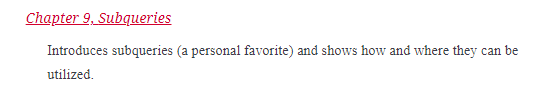 Chapter 9, Subqueries
Introduces subqueries (a personal favorite) and shows how and where they can be
utilized.